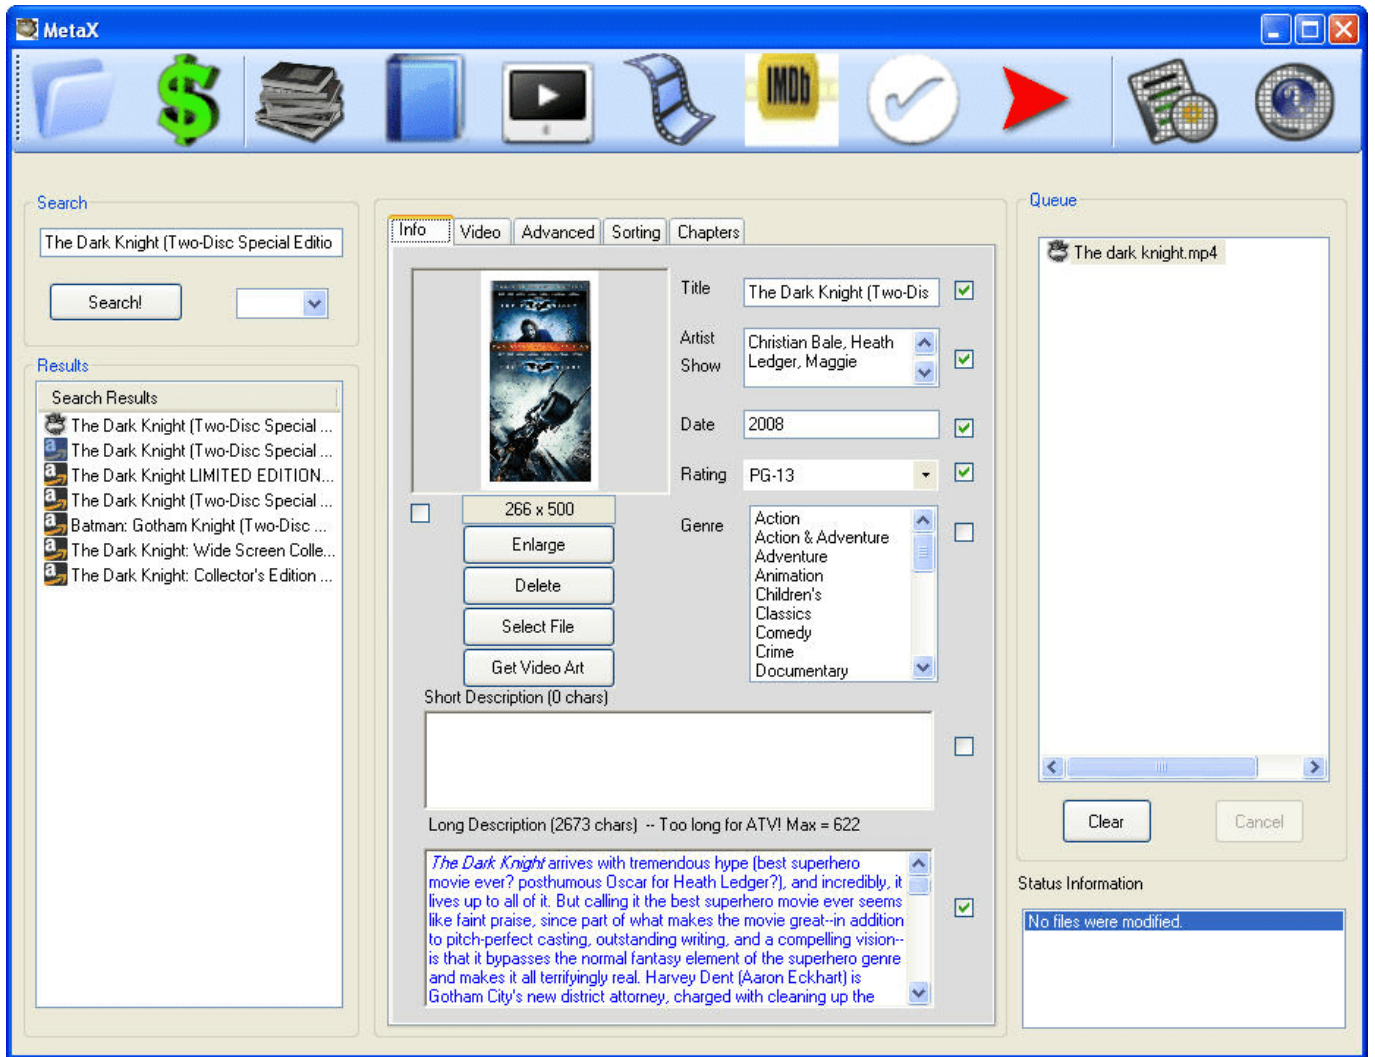 MetaX
IMDb
Search
The Dark Knight (Two-Disc Special Editio
Search!
Results
Search Results
The Dark Knight (Two-Disc Special ...
The Dark Knight (Two-Disc Special ...
The Dark Knight LIMITED EDITION...
The Dark Knight (Two-Disc Special ...
Batman: Gotham Knight (Two-Disc ...
The Dark Knight: Wide Screen Colle...
The Dark Knight: Collector's Edition ...
Info Video Advanced Sorting Chapters
Title The Dark Knight (Two-Dis
Artist Christian Bale, Heath
Show Ledger, Maggie
Date 2008
Rating PG-13
266 x 500
Enlarge
Delete
Select File
Get Video Art
Genre
Action
Action & Adventure
Adventure
Animation
Children's
Classics
Comedy
Crime
Documentary
Short Description (0 chars)
Long Description (2673 chars) -- Too long for ATV! Max = 622
The Dark Knight arrives with tremendous hype (best superhero
movie ever? posthumous Oscar for Heath Ledger?), and incredibly, it
lives up to all of it. But calling it the best superhero movie ever seems
like faint praise, since part of what makes the movie great--in addition
to pitch-perfect casting, outstanding writing, and a compelling vision--
is that it bypasses the normal fantasy element of the superhero genre
and makes it all terrifyingly real. Harvey Dent (Aaron Eckhart) is
Gotham City's new district attorney, charged with cleaning up the
Queue
The dark knight.mp4
Clear Cancel
Status Information
No files were modified.